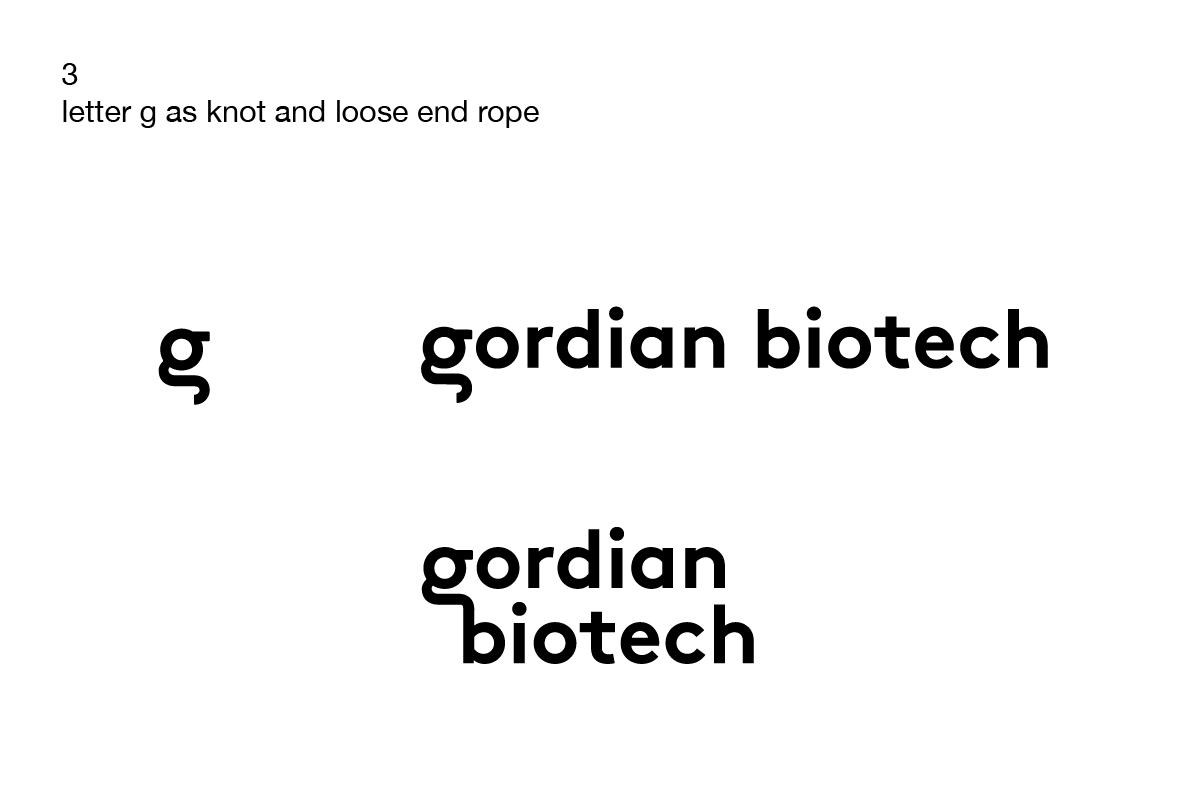 3
letter g as knot and loose end rope
g
gordian biotech
gordian
biotech